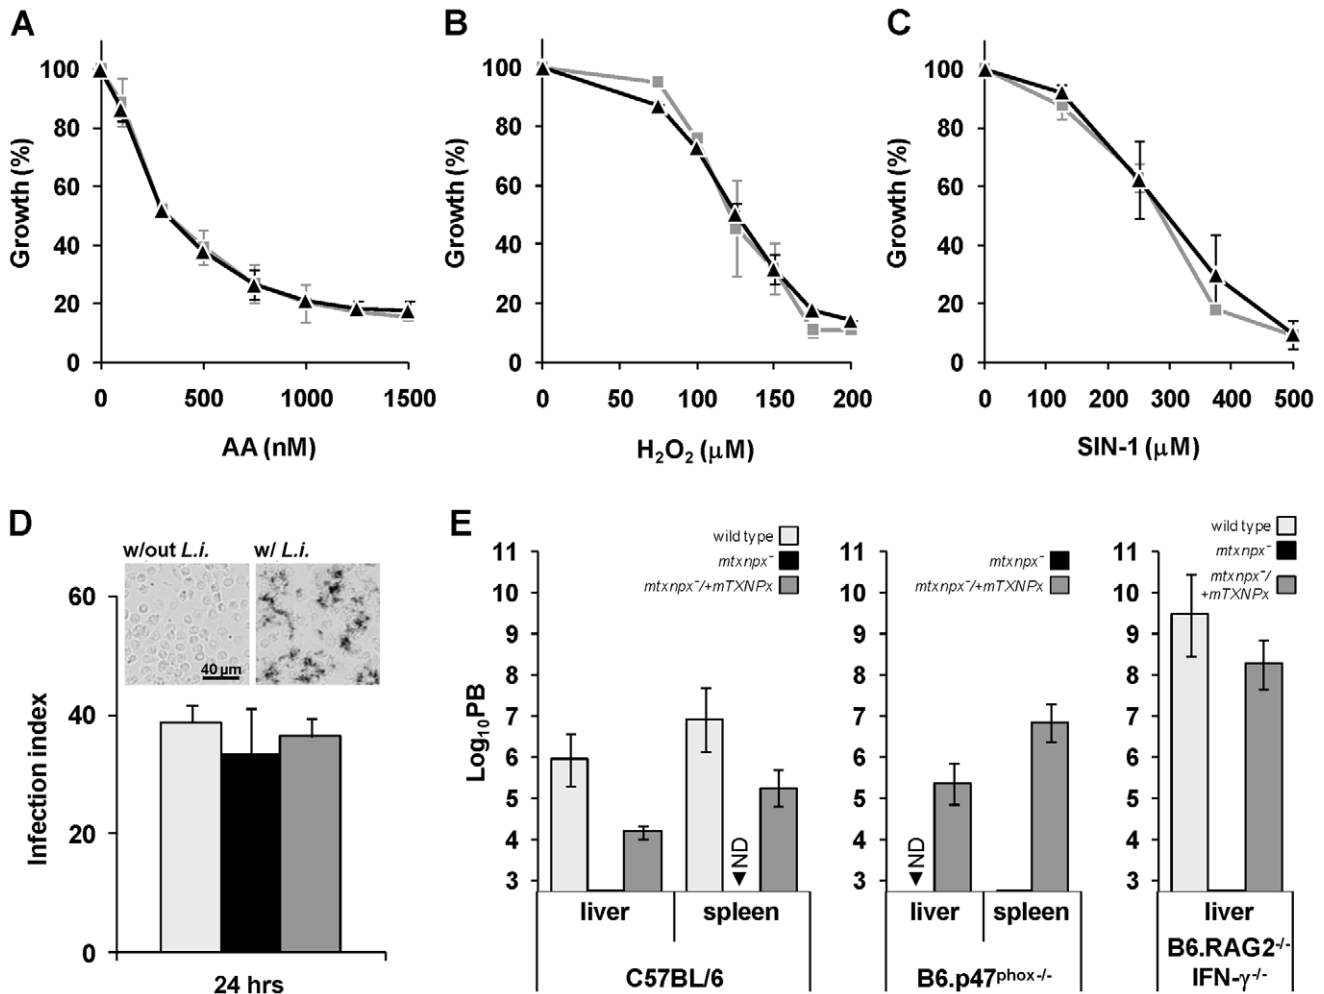 A
100
80
60
40
20
0
Growth (%)
0 500 1000 1500
AA (nM)
B
100
80
60
40
20
0
Growth (%)
0 50 100 150 200
H₂O₂ (μM)
C
100
80
60
40
20
0
Growth (%)
0 100 200 300 400 500
SIN-1 (μM)
D
w/out L.i. w/ L.i.
40 μm
60
40
20
0
Infection index
24 hrs
E
wild type
mtxnpx⁻
mtxnpx⁻/+mTXNPx
11
10
9
8
7
6
5
4
3
Log₁₀PB
ND
liver spleen
C57BL/6
mtxnpx⁻
mtxnpx⁻/+mTXNPx
11
10
9
8
7
6
5
4
3
ND
liver spleen
B6.p47ᵖʰᵒˣ⁻/⁻
wild type
mtxnpx⁻
mtxnpx⁻/
+mTXNPx
11
10
9
8
7
6
5
4
3
liver
B6.RAG2⁻/⁻
IFN-γ⁻/⁻